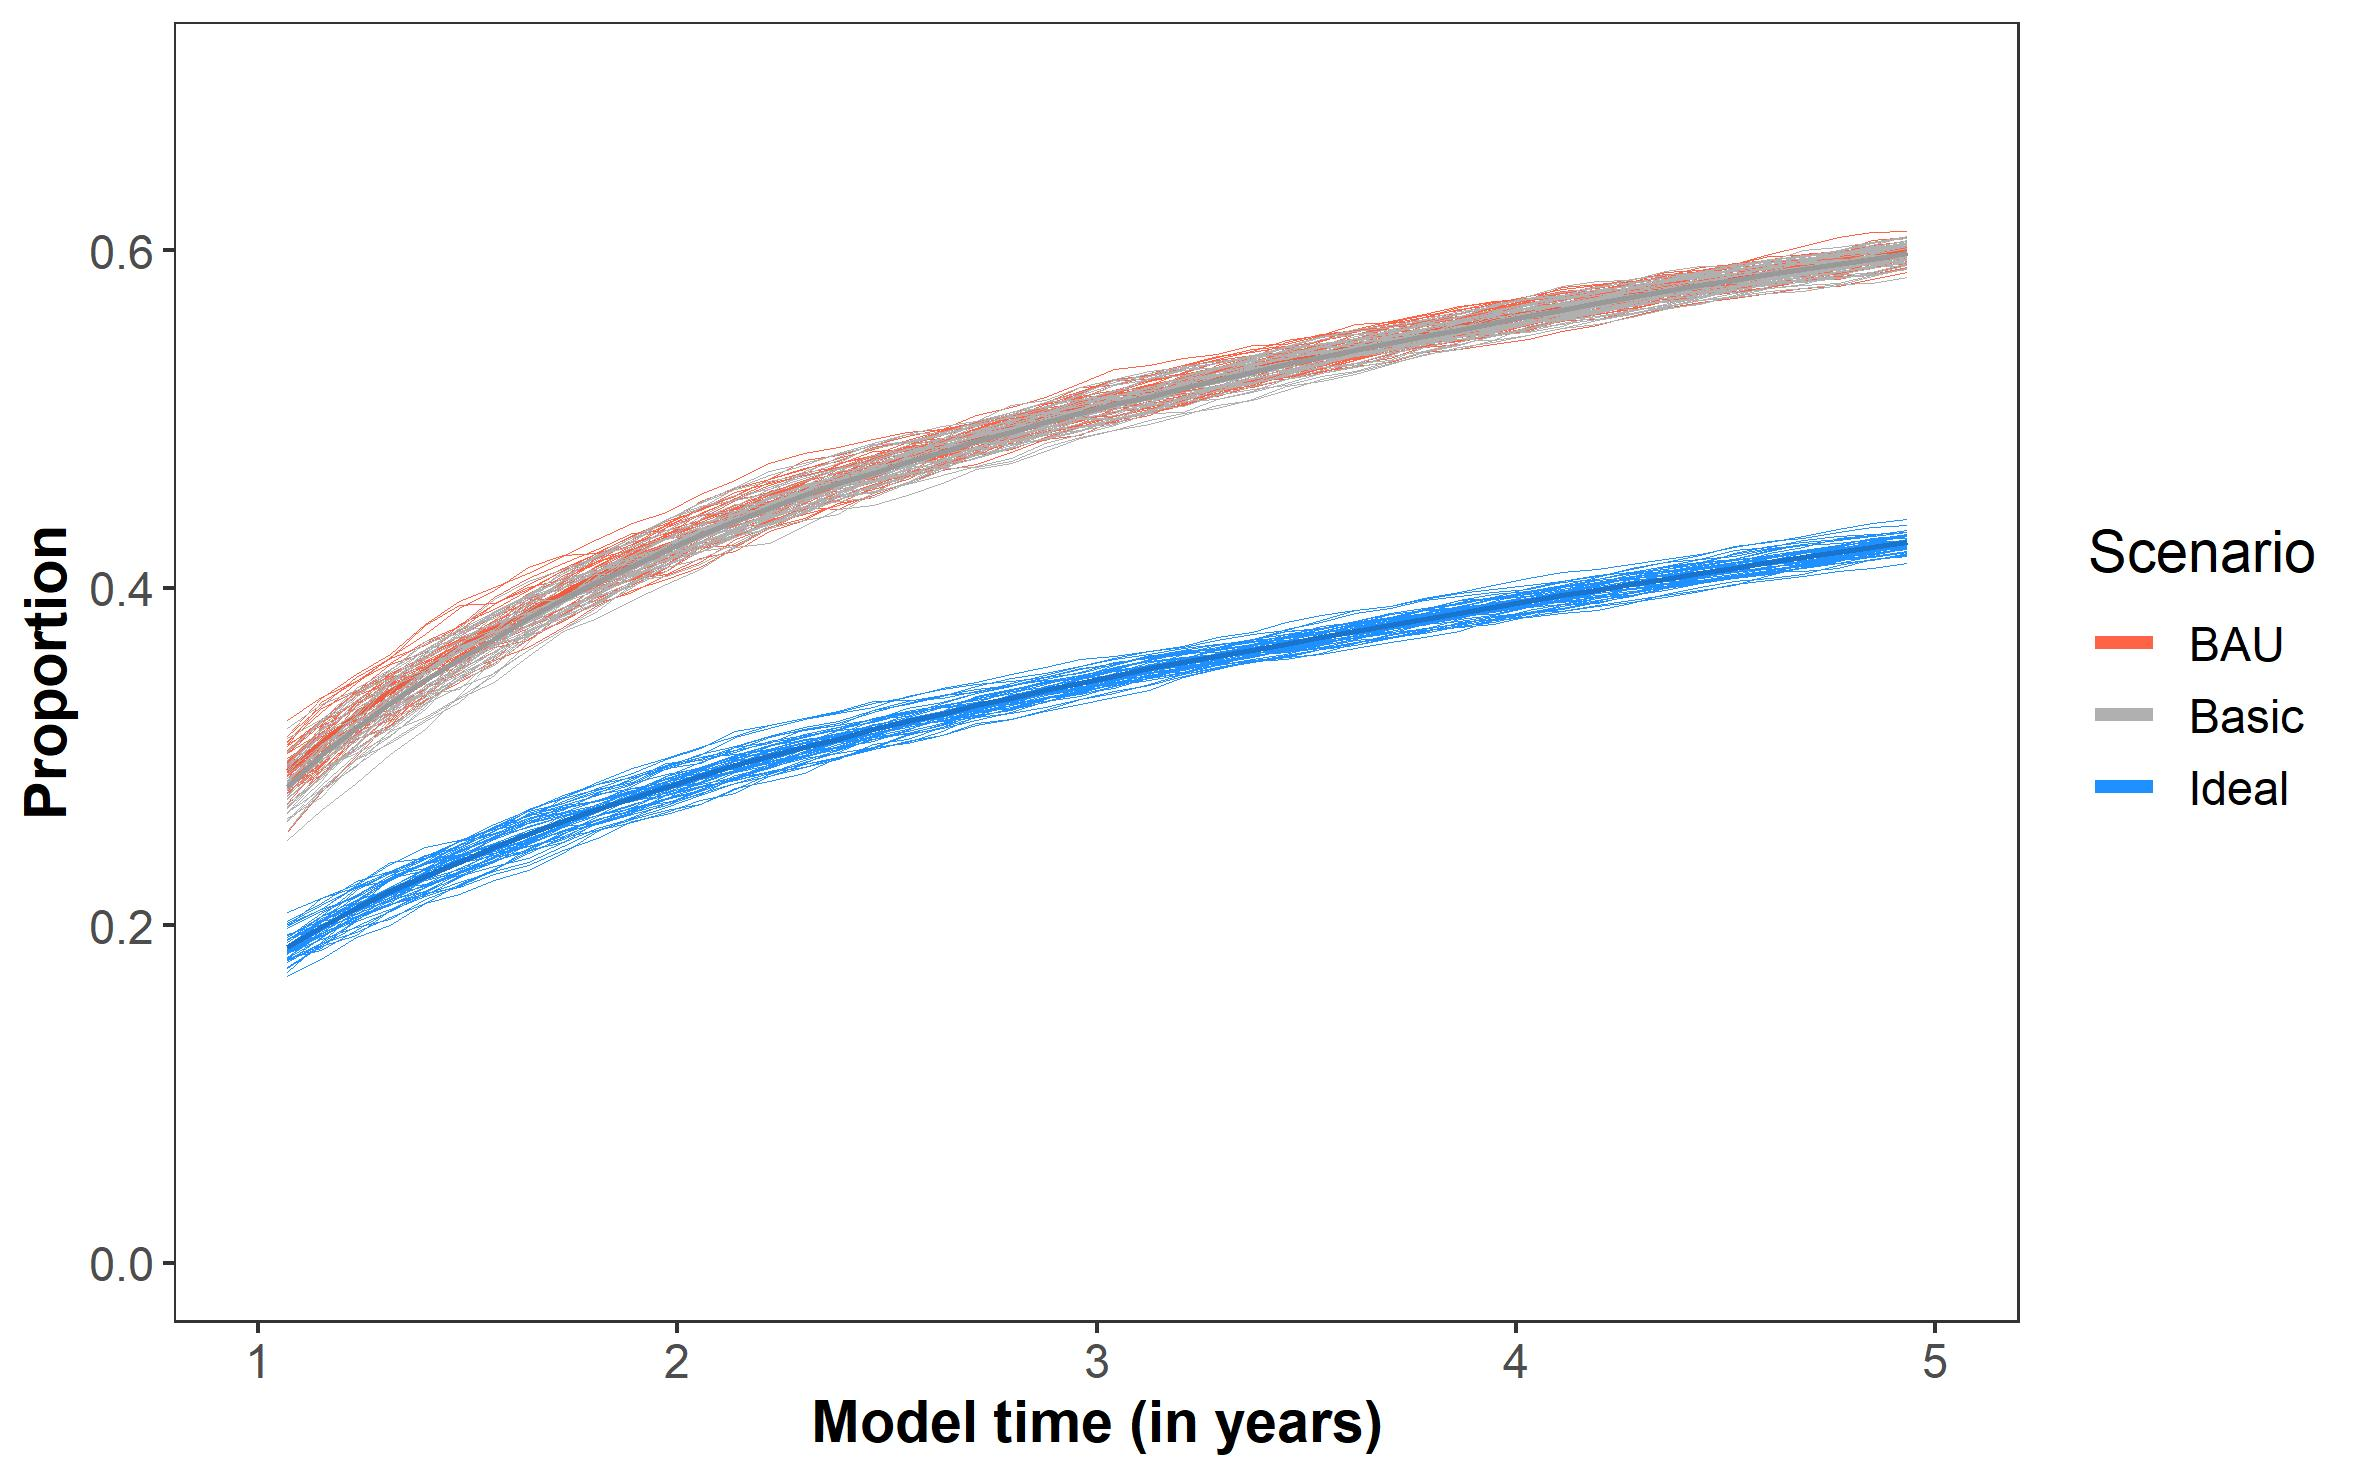 Proportion
0.6
0.4
0.2
0.0
1 2 3 4 5
Model time (in years)
Scenario
BAU
Basic
Ideal